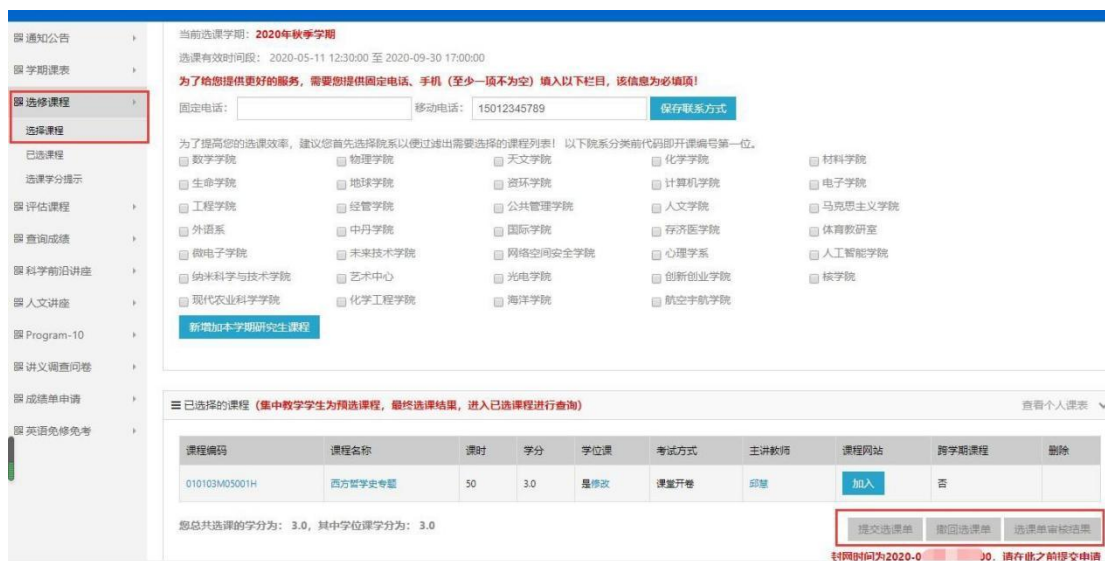 通知公告
学期课表
选修课程
选择课程
已选课程
选课学分提示
评估课程
查询成绩
科学前沿讲座
人文讲座
Program-10
讲义调查问卷
成绩单申请
英语免修免考
当前选课学期: 2020年秋季学期
选课有效时间段: 2020-05-11 12:30:00 至 2020-09-30 17:00:00
为了给您提供更好的服务, 需要您提供固定电话、手机 (至少一项不为空) 填入以下栏目, 该信息为必填项!
固定电话: 移动电话: 15012345789 保存联系方式
为了提高您的选课效率, 建议您首先选择院系以便过滤出需要选择的课程列表! 以下院系分类前代码即开课编号第一位。
数学学院 物理学院 天文学院 化学学院 材料学院
生命学院 地球学院 资环学院 计算机学院 电子学院
工程学院 经管学院 公共管理学院 人文学院 马克思主义学院
外语系 中丹学院 国际学院 存济医学院 体育教研室
微电子学院 未来技术学院 网络空间安全学院 心理学系 人工智能学院
纳米科学与技术学院 艺术中心 光电学院 创新创业学院 核学院
现代农业科学学院 化学工程学院 海洋学院 航空宇航学院
新增加本学期研究生课程
已选择的课程 (集中教学学生为预选课程, 最终选课结果, 进入已选课程进行查询) 查看个人课表
课程编码 课程名称 课时 学分 学位课 考试方式 主讲教师 课程网站 跨学期课程 删除
010103M05001H 西方哲学史专题 50 3.0 是修改 课堂开卷 邱慧 加入 否
您总共选课的学分为: 3.0, 其中学位课学分为: 3.0
提交选课单 撤回选课单 选课单审核结果
封网时间为2020-0 00, 请在此之前提交申请